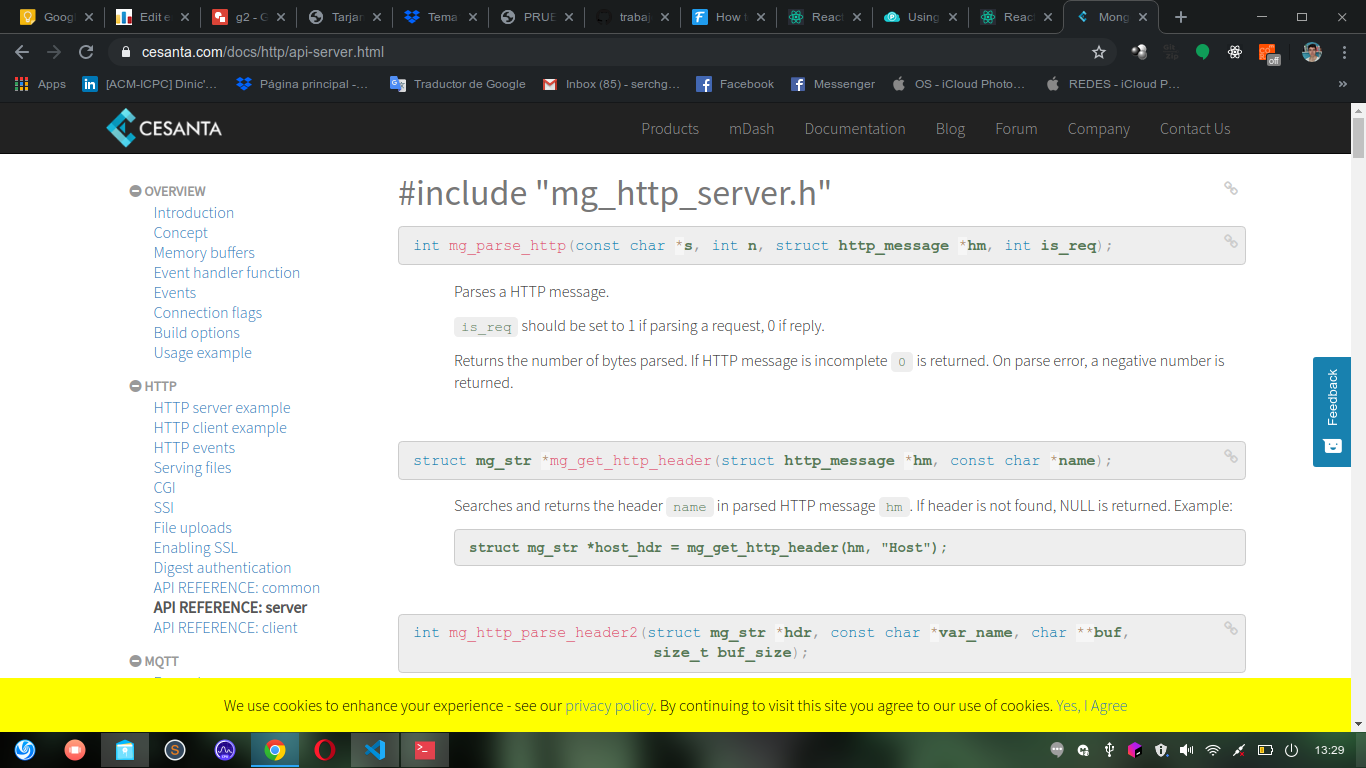 Googl
Edit e
g2 - G
Tarjar
Tema
PRUE
trabaj
How t
React
Using
React
Mong
cesanta.com/docs/http/api-server.html
off
Apps
[ACM-ICPC] Dinic'...
Página principal -...
Traductor de Google
Inbox (85) - serchg...
Facebook
Messenger
OS - iCloud Photo...
REDES - iCloud P...
»
CESANTA
Products
mDash
Documentation
Blog
Forum
Company
Contact Us
OVERVIEW
Introduction
Concept
Memory buffers
Event handler function
Events
Connection flags
Build options
Usage example
HTTP
HTTP server example
HTTP client example
HTTP events
Serving files
CGI
SSI
File uploads
Enabling SSL
Digest authentication
API REFERENCE: common
API REFERENCE: server
API REFERENCE: client
MQTT
#include "mg_http_server.h"
int mg_parse_http(const char *s, int n, struct http_message *hm, int is_req);
Parses a HTTP message.
is_req should be set to 1 if parsing a request, 0 if reply.
Returns the number of bytes parsed. If HTTP message is incomplete 0 is returned. On parse error, a negative number is
returned.
struct mg_str *mg_get_http_header(struct http_message *hm, const char *name);
Searches and returns the header name in parsed HTTP message hm. If header is not found, NULL is returned. Example:
struct mg_str *host_hdr = mg_get_http_header(hm, "Host");
int mg_http_parse_header2(struct mg_str *hdr, const char *var_name, char **buf,
size_t buf_size);
Feedback
We use cookies to enhance your experience - see our privacy policy. By continuing to visit this site you agree to our use of cookies. Yes, I Agree
13:29